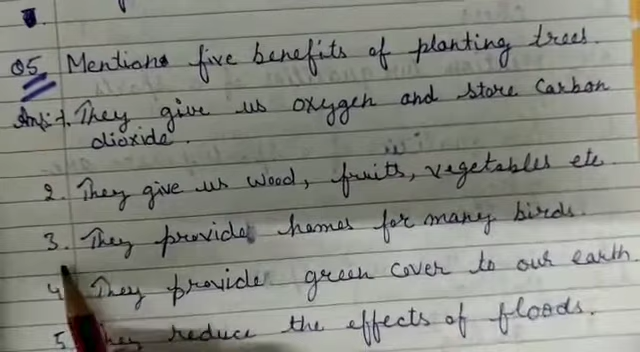 Q5 Mention five benefits of planting trees.
Ans:- 1. They give us oxygen and store carbon
dioxide.
2. They give us wood, fruits, vegetables etc.
3. They provide homes for many birds.
4 They provide green cover to our earth.
5. They reduce the effects of floods.